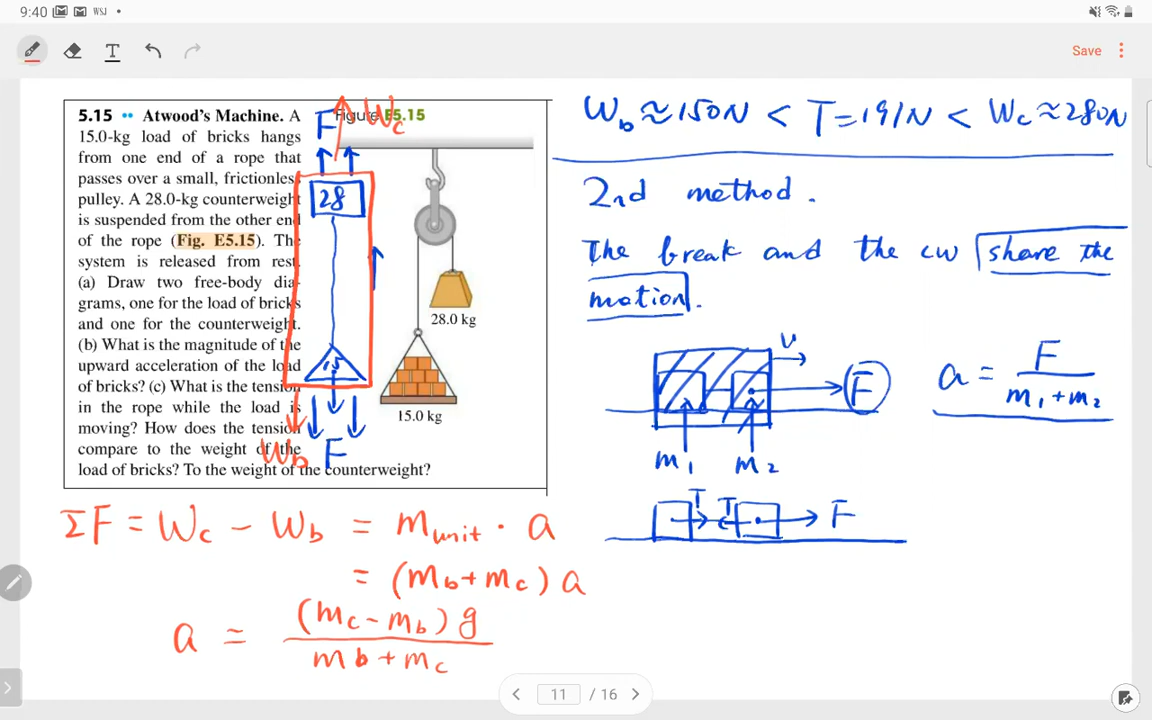 9:40 WSJ
Save
5.15 •• Atwood's Machine. A
15.0-kg load of bricks hangs
from one end of a rope that
passes over a small, frictionless
pulley. A 28.0-kg counterweight
is suspended from the other end
of the rope (Fig. E5.15). The
system is released from rest.
(a) Draw two free-body dia-
grams, one for the load of bricks
and one for the counterweight.
(b) What is the magnitude of the
upward acceleration of the load
of bricks? (c) What is the tension
in the rope while the load is
moving? How does the tension
compare to the weight of the
load of bricks? To the weight of the counterweight?
Figure E5.15
F
Wc
28
15
Wb
F
28.0 kg
15.0 kg
ΣF = Wc - Wb = m unit · a
= (mb+mc) a
a = (mc-mb) g
mb+mc
Wb ≈ 150N < T=191N < Wc ≈ 280N
2nd method.
The break and the cw share the
motion.
v
F
a = F
m1+m2
m1 m2
T T F
11 / 16